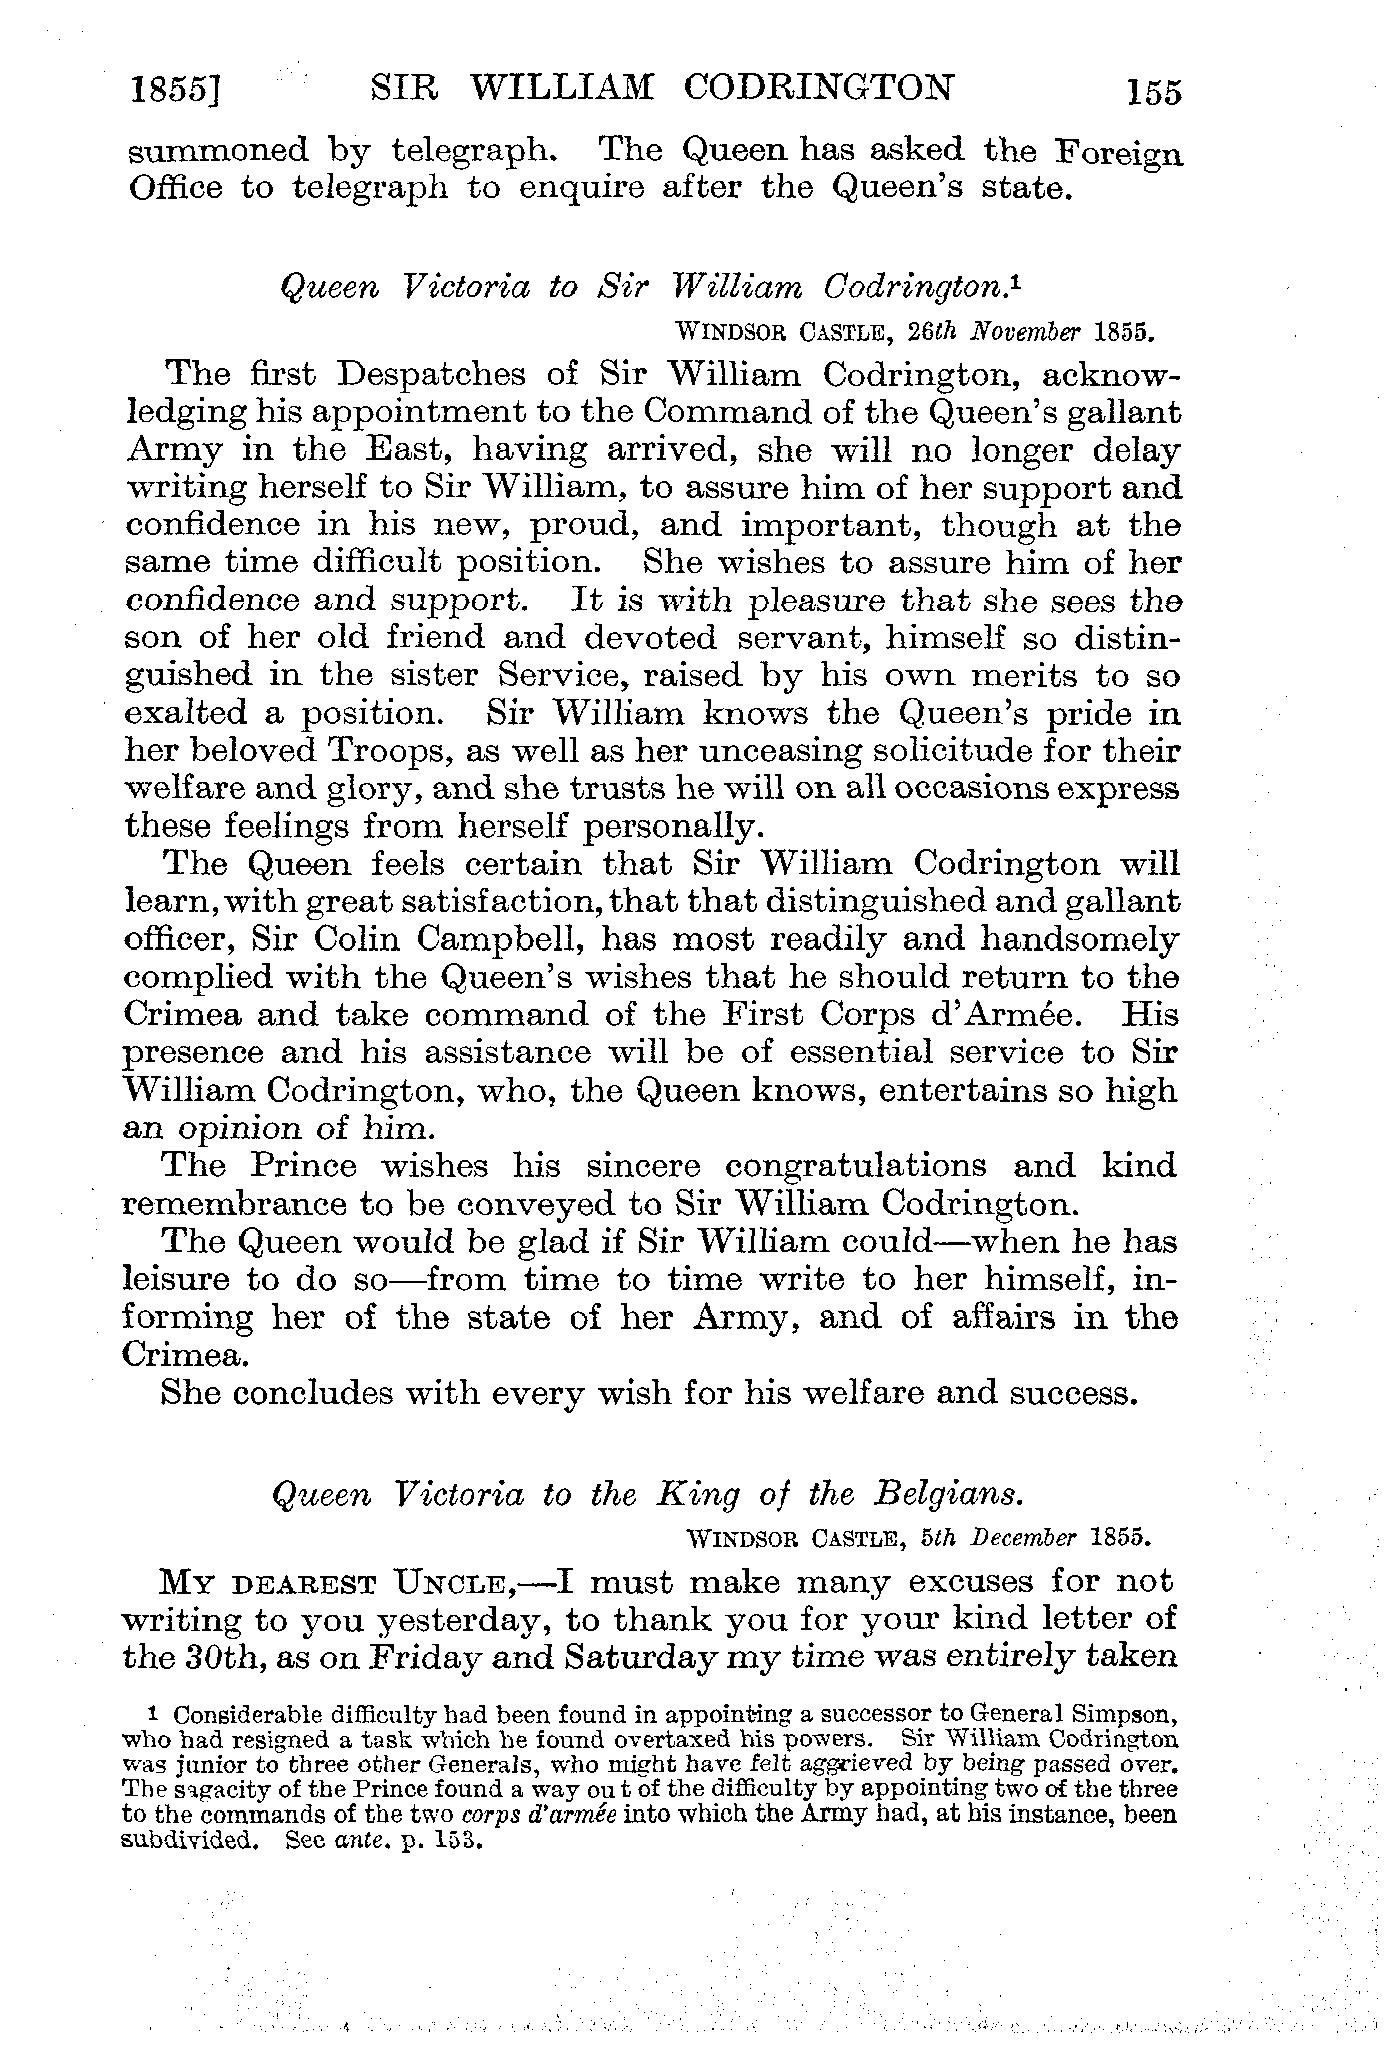 1855] SIR WILLIAM CODRINGTON 155
summoned by telegraph. The Queen has asked the Foreign
Office to telegraph to enquire after the Queen's state.
Queen Victoria to Sir William Codrington.¹
WINDSOR CASTLE, 26th November 1855.
The first Despatches of Sir William Codrington, acknow-
ledging his appointment to the Command of the Queen's gallant
Army in the East, having arrived, she will no longer delay
writing herself to Sir William, to assure him of her support and
confidence in his new, proud, and important, though at the
same time difficult position. She wishes to assure him of her
confidence and support. It is with pleasure that she sees the
son of her old friend and devoted servant, himself so distin-
guished in the sister Service, raised by his own merits to so
exalted a position. Sir William knows the Queen's pride in
her beloved Troops, as well as her unceasing solicitude for their
welfare and glory, and she trusts he will on all occasions express
these feelings from herself personally.
The Queen feels certain that Sir William Codrington will
learn, with great satisfaction, that that distinguished and gallant
officer, Sir Colin Campbell, has most readily and handsomely
complied with the Queen's wishes that he should return to the
Crimea and take command of the First Corps d'Armée. His
presence and his assistance will be of essential service to Sir
William Codrington, who, the Queen knows, entertains so high
an opinion of him.
The Prince wishes his sincere congratulations and kind
remembrance to be conveyed to Sir William Codrington.
The Queen would be glad if Sir William could—when he has
leisure to do so—from time to time write to her himself, in-
forming her of the state of her Army, and of affairs in the
Crimea.
She concludes with every wish for his welfare and success.
Queen Victoria to the King of the Belgians.
WINDSOR CASTLE, 5th December 1855.
MY DEAREST UNCLE,—I must make many excuses for not
writing to you yesterday, to thank you for your kind letter of
the 30th, as on Friday and Saturday my time was entirely taken
1 Considerable difficulty had been found in appointing a successor to General Simpson,
who had resigned a task which he found overtaxed his powers. Sir William Codrington
was junior to three other Generals, who might have felt aggrieved by being passed over.
The sagacity of the Prince found a way out of the difficulty by appointing two of the three
to the commands of the two corps d'armée into which the Army had, at his instance, been
subdivided. See ante. p. 153.